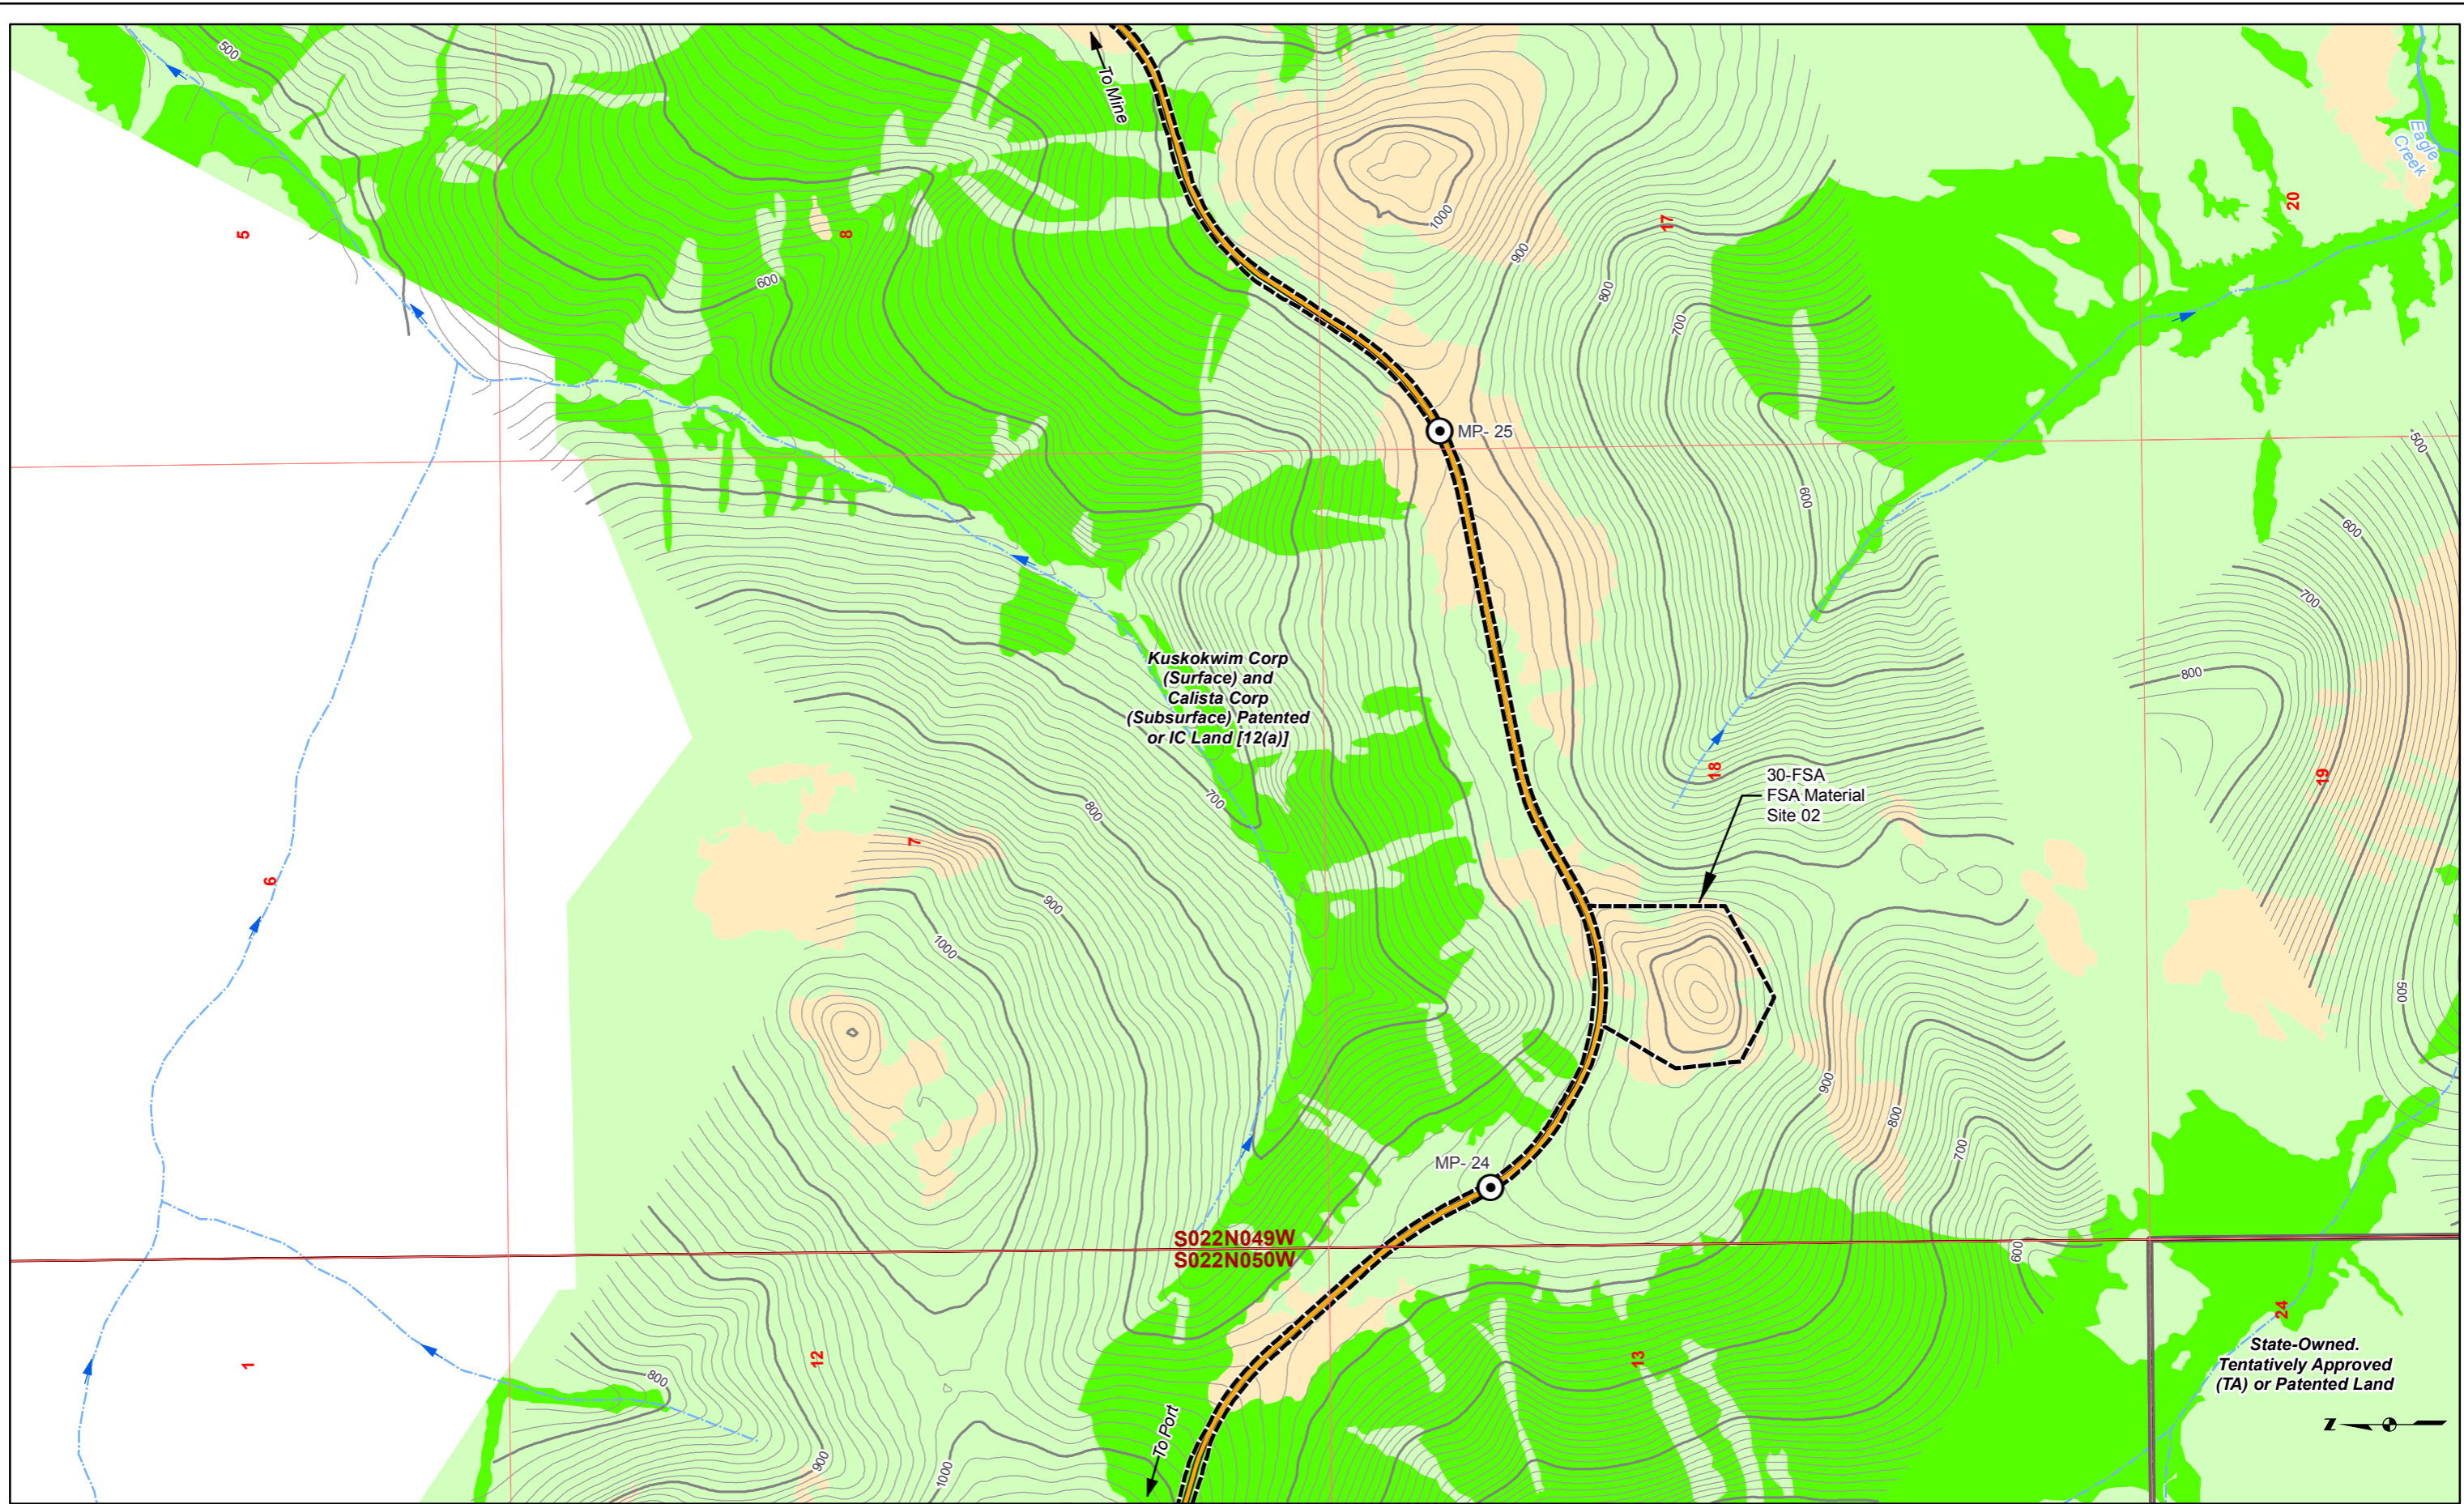 500
To Mine
Eagle
Creek
5
8
17
20
1000
900
600
800
700
MP- 25
500
600
600
700
Kuskokwim Corp
(Surface) and
Calista Corp
(Subsurface) Patented
or IC Land [12(a)]
800
18
30-FSA
FSA Material
Site 02
19
700
800
7
6
900
1000
500
900
800
700
MP- 24
S022N049W
S022N050W
600
24
1
12
13
State-Owned.
Tentatively Approved
(TA) or Patented Land
800
To Port
N
900
1000